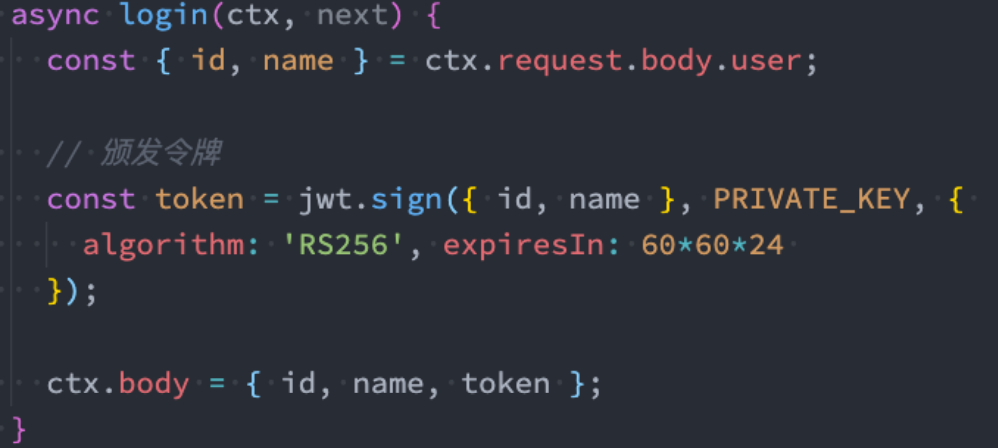 async login(ctx, next) {
const { id, name } = ctx.request.body.user;
// 颁发令牌
const token = jwt.sign({ id, name }, PRIVATE_KEY, {
algorithm: 'RS256', expiresIn: 60*60*24
});
ctx.body = { id, name, token };
}